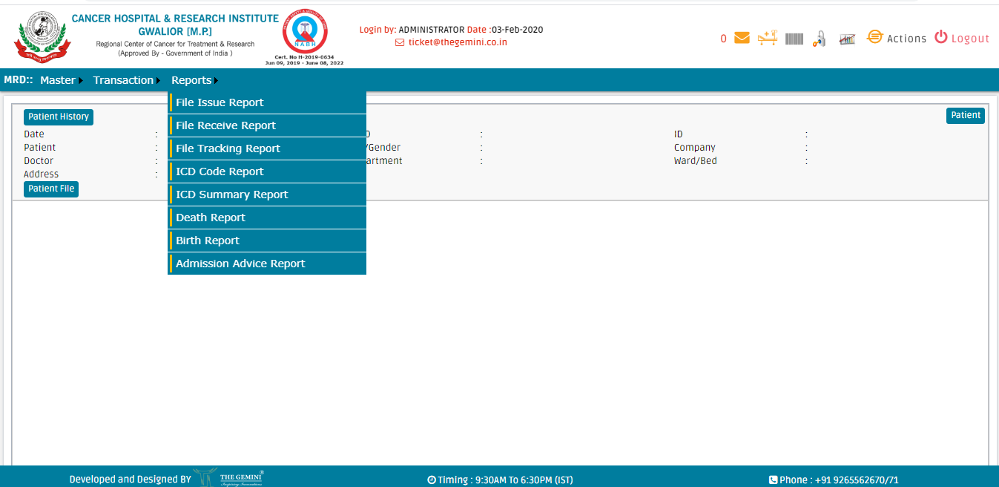 CANCER HOSPITAL & RESEARCH INSTITUTE
GWALIOR [M.P.]
Regional Center of Cancer for Treatment & Research
(Approved By - Government of India )
NABH
Cert. No H-2019-0634
Jun 09, 2019 - June 08, 2022
Login by: ADMINISTRATOR Date :03-Feb-2020
ticket@thegemini.co.in
0
Actions
Logout
MRD:: Master Transaction Reports
File Issue Report
File Receive Report
File Tracking Report
ICD Code Report
ICD Summary Report
Death Report
Birth Report
Admission Advice Report
Patient History
Patient
Date : : ID :
Patient : /Gender : Company :
Doctor : artment : Ward/Bed :
Address :
Patient File
Developed and Designed BY THE GEMINI®
Timing : 9:30AM To 6:30PM (IST)
Phone : +91 9265562670/71